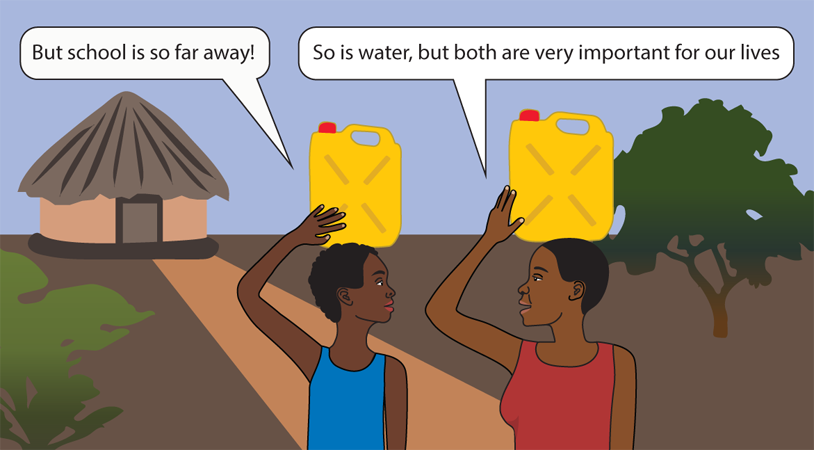 But school is so far away!
So is water, but both are very important for our lives